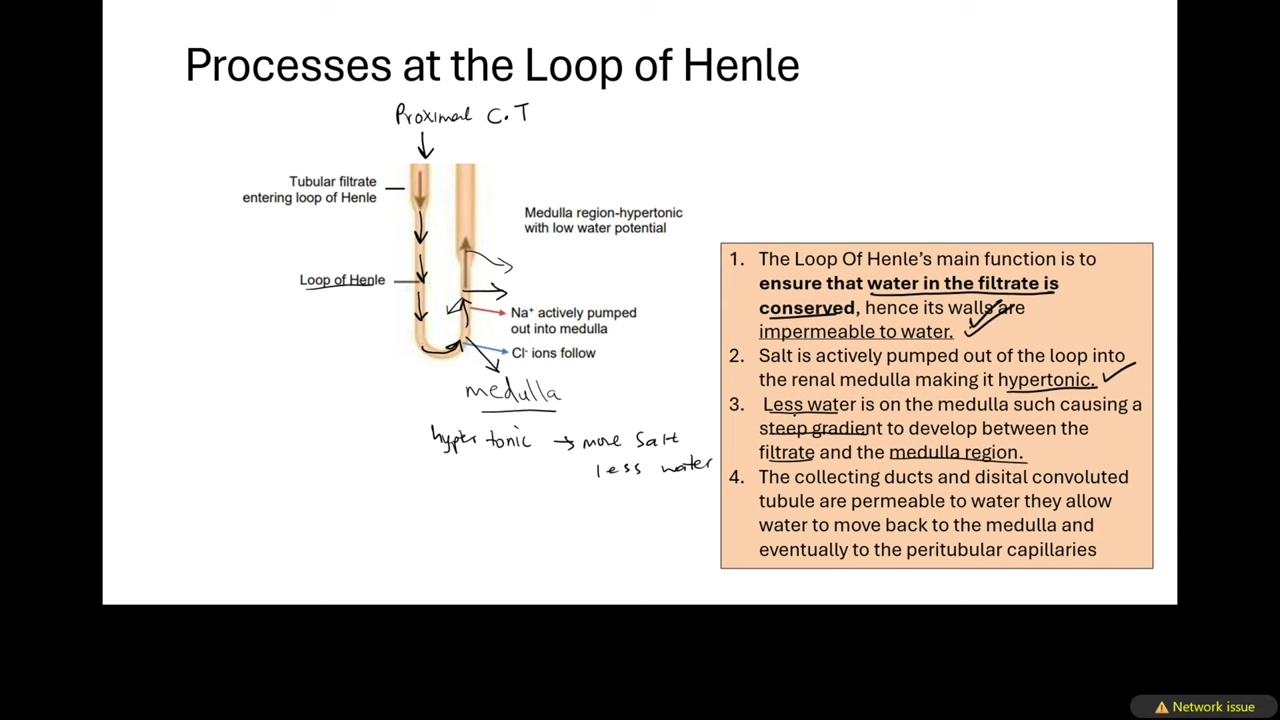 Processes at the Loop of Henle
Proximal C.T
Tubular filtrate
entering loop of Henle
Medulla region-hypertonic
with low water potential
Loop of Henle
Na⁺ actively pumped
out into medulla
Cl⁻ ions follow
medulla
hypertonic → more salt
less water
1. The Loop Of Henle's main function is to
ensure that water in the filtrate is
conserved, hence its walls are
impermeable to water.
2. Salt is actively pumped out of the loop into
the renal medulla making it hypertonic.
3. Less water is on the medulla such causing a
steep gradient to develop between the
filtrate and the medulla region.
4. The collecting ducts and disital convoluted
tubule are permeable to water they allow
water to move back to the medulla and
eventually to the peritubular capillaries
Network issue